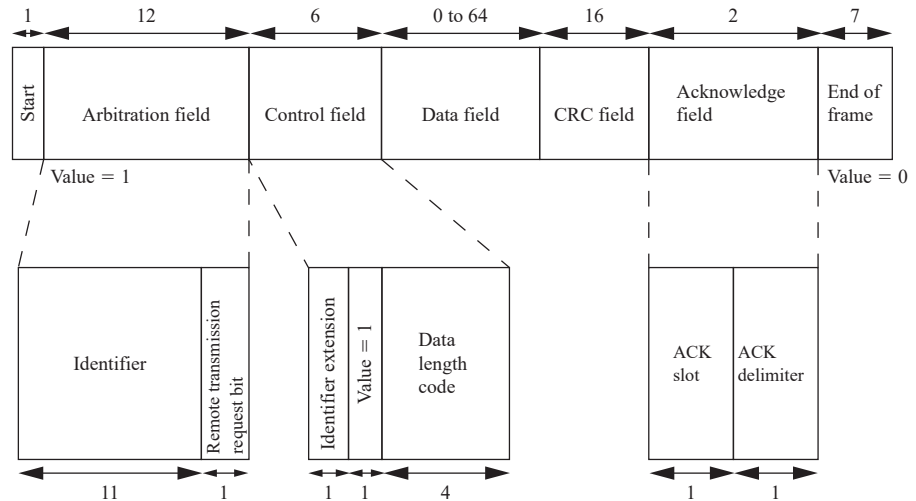 1
12
6
0 to 64
16
2
7
Start
Arbitration field
Control field
Data field
CRC field
Acknowledge
field
End of
frame
Value = 1
Value = 0
Identifier
Remote transmission
request bit
Identifier extension
Value = 1
Data
length
code
ACK
slot
ACK
delimiter
11
1
1
1
4
1
1